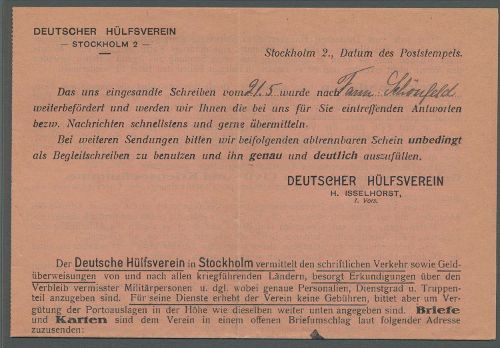 DEUTSCHER HÜLFSVEREIN
— STOCKHOLM 2 —
Stockholm 2., Datum des Poststempels.
Das uns eingesandte Schreiben vom 21.5 wurde nach Tann: Schönfeld
weiterbefördert und werden wir Ihnen die bei uns für Sie eintreffenden Antworten
bezw. Nachrichten schnellstens und gerne übermitteln.
Bei weiteren Sendungen bitten wir beifolgenden abtrennbaren Schein unbedingt
als Begleitschreiben zu benutzen und ihn genau und deutlich auszufüllen.
DEUTSCHER HÜLFSVEREIN
H. ISSELHORST,
1. Vors.
Der Deutsche Hülfsverein in Stockholm vermittelt den schriftlichen Verkehr sowie Geld-
überweisungen von und nach allen kriegführenden Ländern, besorgt Erkundigungen über den
Verbleib vermisster Militärpersonen u. dgl. wobei genaue Personalien, Dienstgrad u. Truppen-
teil anzugeben sind. Für seine Dienste erhebt der Verein keine Gebühren, bittet aber um Ver-
gütung der Portoauslagen in der Höhe wie dieselben weiter unten angegeben sind. Briefe
und Karten sind dem Verein in einem offenen Briefumschlag laut folgender Adresse
zuzusenden: